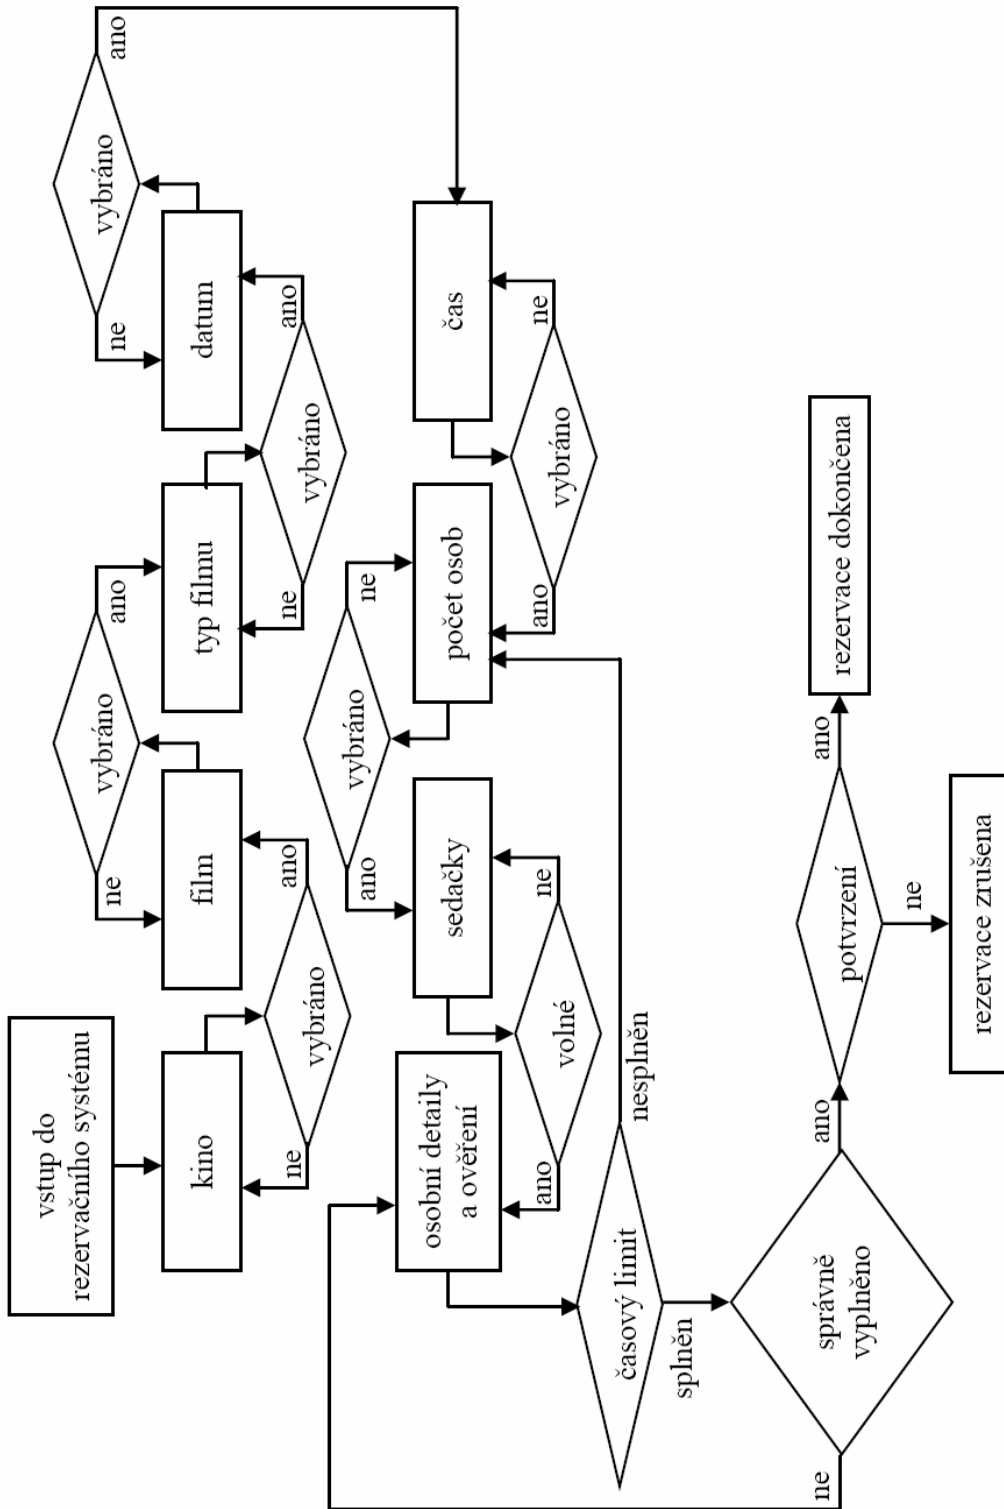 vstup do
rezervačního systému
vybráno
vybráno
ne
ano
ne
ano
kino
film
typ filmu
datum
ne
vybráno
ano
ne
vybráno
ano
vybráno
ano
ne
osobní detaily
a ověření
sedačky
počet osob
čas
ano
volné
ne
ano
vybráno
ne
časový limit
nesplněn
splněn
správně
vyplněno
ne
ano
potvrzení
ano
rezervace dokončena
ne
rezervace zrušena